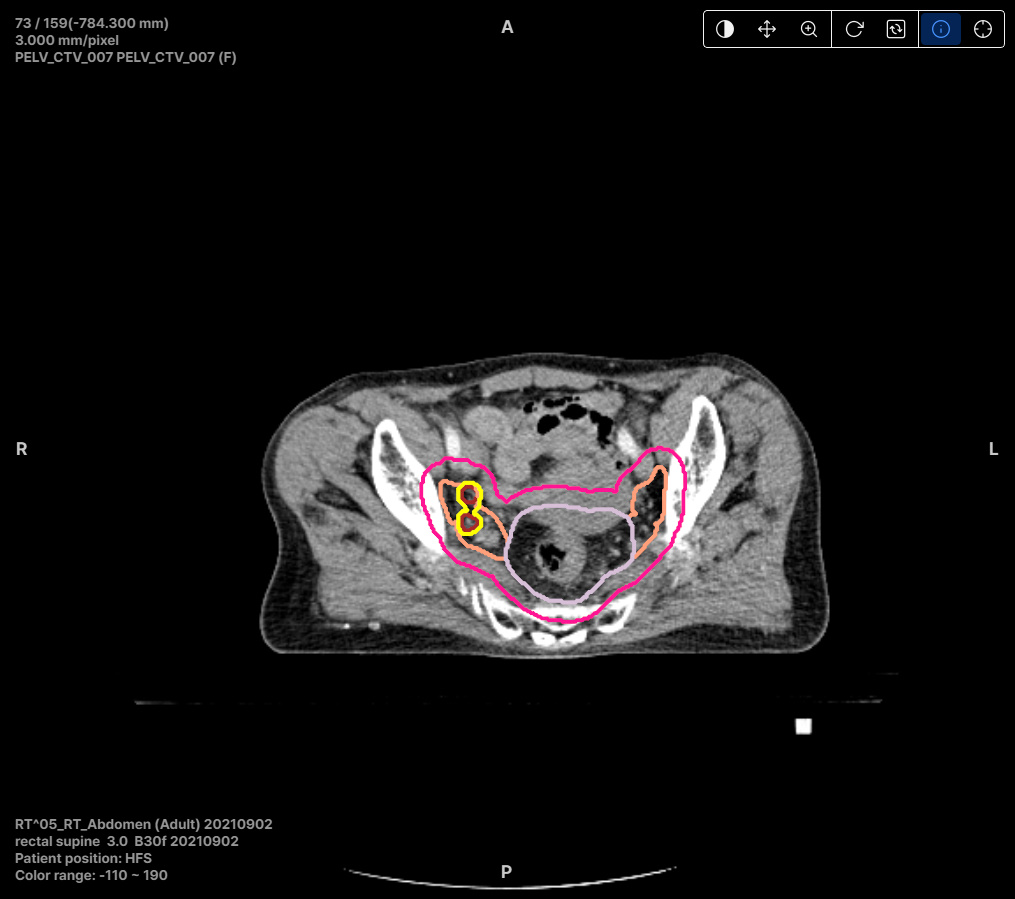 73 / 159(-784.300 mm)
3.000 mm/pixel
PELV_CTV_007 PELV_CTV_007 (F)
A
R
L
RT^05_RT_Abdomen (Adult) 20210902
rectal supine  3.0  B30f 20210902
Patient position: HFS
Color range: -110 ~ 190
P